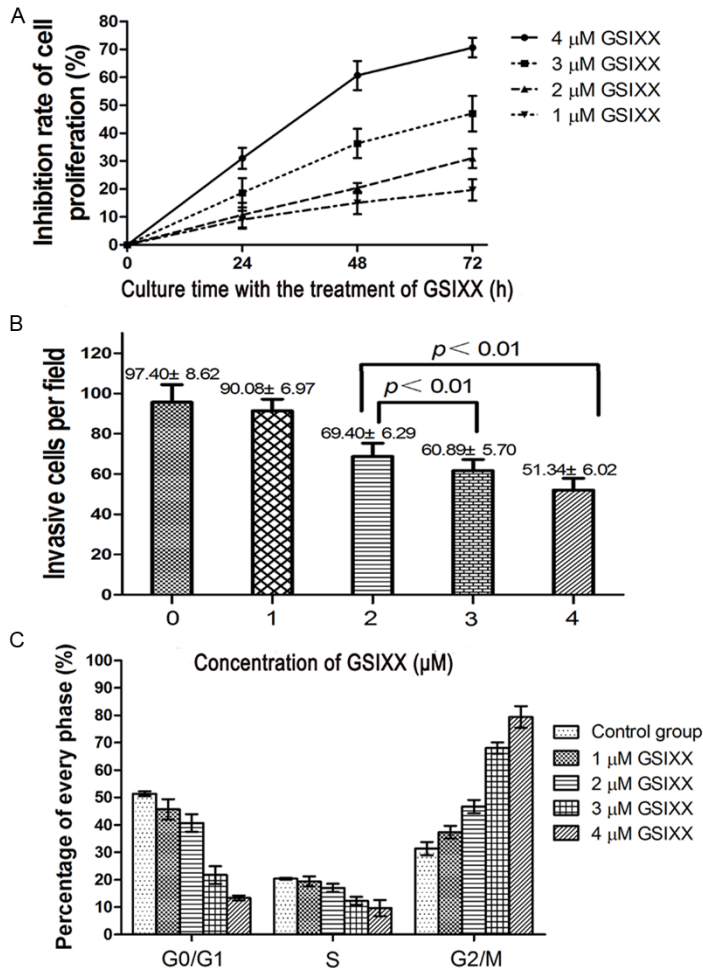 A
Inhibition rate of cell
proliferation (%)
80
70
60
50
40
30
20
10
0
0 24 48 72
Culture time with the treatment of GSIXX (h)
4 μM GSIXX
3 μM GSIXX
2 μM GSIXX
1 μM GSIXX
B
Invasive cells per field
120
100
80
60
40
20
0
97.40± 8.62
90.08± 6.97
69.40± 6.29
60.89± 5.70
51.34± 6.02
p< 0.01
p< 0.01
0 1 2 3 4
Concentration of GSIXX (μM)
C
Percentage of every phase (%)
100
90
80
70
60
50
40
30
20
10
0
G0/G1 S G2/M
Control group
1 μM GSIXX
2 μM GSIXX
3 μM GSIXX
4 μM GSIXX